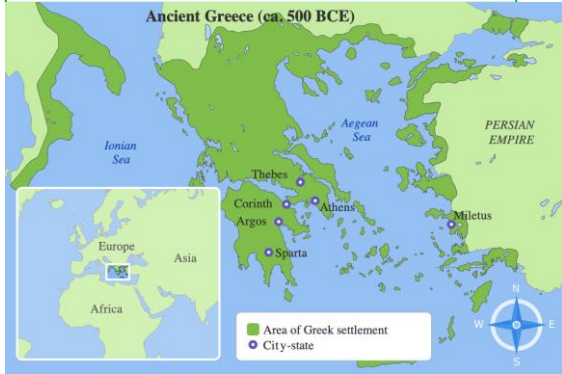 Ancient Greece (ca. 500 BCE)
Ionian
Sea
Aegean
Sea
PERSIAN
EMPIRE
Thebes
Corinth
Athens
Argos
Miletus
Sparta
Europe
Asia
Africa
Area of Greek settlement
City-state
N
W
E
S